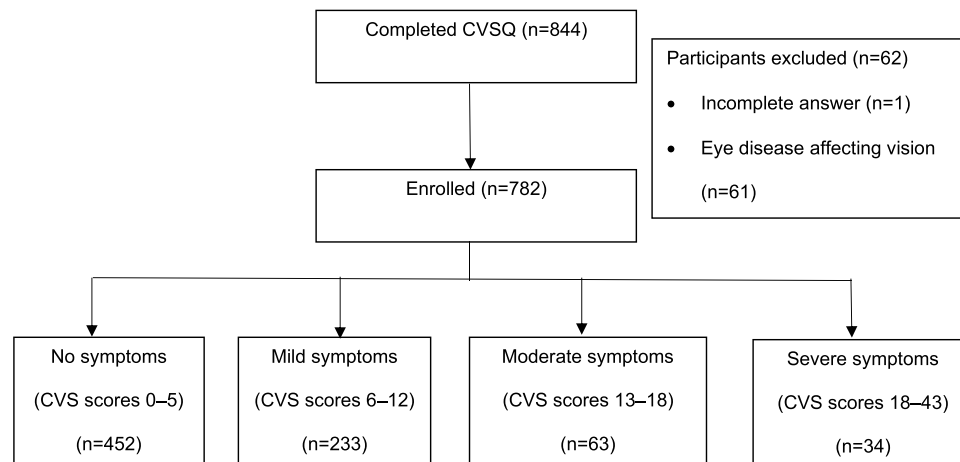 Completed CVSQ (n=844)
Participants excluded (n=62)
• Incomplete answer (n=1)
• Eye disease affecting vision
(n=61)
Enrolled (n=782)
No symptoms
(CVS scores 0–5)
(n=452)
Mild symptoms
(CVS scores 6–12)
(n=233)
Moderate symptoms
(CVS scores 13–18)
(n=63)
Severe symptoms
(CVS scores 18–43)
(n=34)